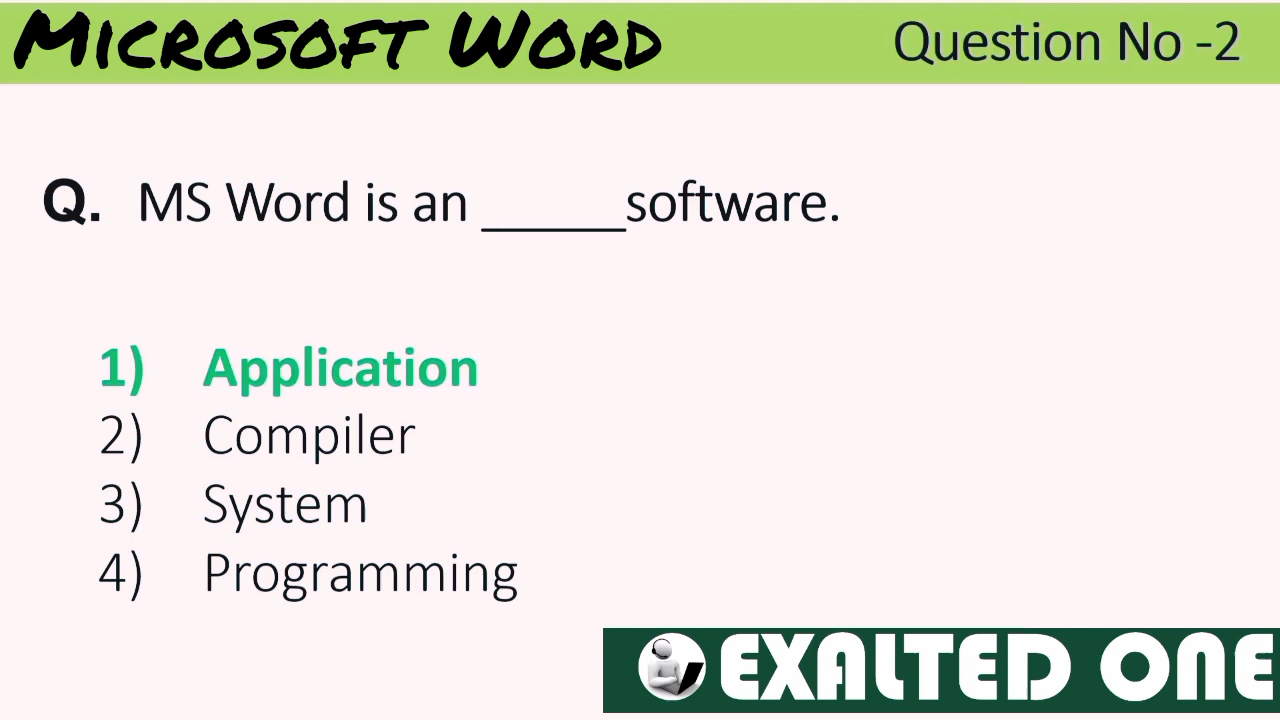 Microsoft Word
Question No -2
Q. MS Word is an ______software.
1) Application
2) Compiler
3) System
4) Programming
EXALTED ONE